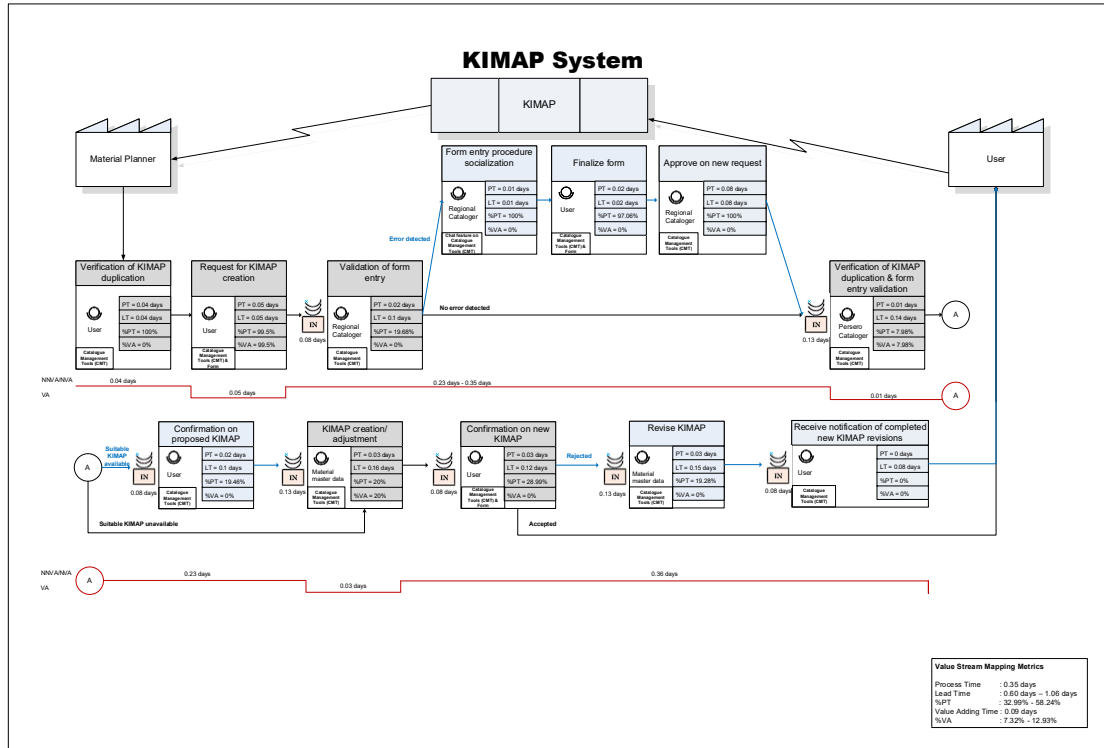 KIMAP System
KIMAP
Material Planner
User
Form entry procedure
socialization
Regional
Cataloger
Chat feature on
Catalogue
Management
Tools (CMT)
PT = 0.01 days
LT = 0.01 days
%PT = 100%
%VA = 0%
Finalize form
User
Catalogue
Management
Tools (CMT) &
Form
PT = 0.02 days
LT = 0.02 days
%PT = 97.06%
%VA = 0%
Approve on new request
Regional
Cataloger
Catalogue
Management
Tools (CMT)
PT = 0.08 days
LT = 0.08 days
%PT = 100%
%VA = 0%
Error detected
Verification of KIMAP
duplication
User
Catalogue
Management
Tools (CMT)
PT = 0.04 days
LT = 0.04 days
%PT = 100%
%VA = 0%
Request for KIMAP
creation
User
Catalogue
Management
Tools (CMT) &
Form
PT = 0.05 days
LT = 0.05 days
%PT = 99.5%
%VA = 99.5%
IN
0.08 days
Validation of form
entry
Regional
Cataloger
Catalogue
Management
Tools (CMT)
PT = 0.02 days
LT = 0.1 days
%PT = 19.68%
%VA = 0%
No error detected
IN
0.13 days
Verification of KIMAP
duplication & form
entry validation
Persero
Cataloger
Catalogue
Management
Tools (CMT)
PT = 0.01 days
LT = 0.14 days
%PT = 7.98%
%VA = 7.98%
A
NNVA/NVA
VA
0.04 days
0.05 days
0.23 days - 0.35 days
0.01 days
A
A
Suitable
KIMAP
available
IN
0.08 days
Confirmation on
proposed KIMAP
User
Catalogue
Management
Tools (CMT)
PT = 0.02 days
LT = 0.1 days
%PT = 19.46%
%VA = 0%
IN
0.13 days
KIMAP creation/
adjustment
Material
master data
Catalogue
Management
Tools (CMT)
PT = 0.03 days
LT = 0.16 days
%PT = 20%
%VA = 20%
IN
0.08 days
Confirmation on new
KIMAP
User
Catalogue
Management
Tools (CMT) &
Form
PT = 0.03 days
LT = 0.12 days
%PT = 28.99%
%VA = 0%
Rejected
IN
0.13 days
Revise KIMAP
Material
master data
Catalogue
Management
Tools (CMT)
PT = 0.03 days
LT = 0.15 days
%PT = 19.28%
%VA = 0%
IN
0.08 days
Receive notification of completed
new KIMAP revisions
User
Catalogue
Management
Tools (CMT)
PT = 0 days
LT = 0.08 days
%PT = 0%
%VA = 0%
Suitable KIMAP unavailable
Accepted
NNVA/NVA
VA
A
0.23 days
0.03 days
0.36 days
Value Stream Mapping Metrics
Process Time : 0.35 days
Lead Time : 0.60 days – 1.06 days
%PT : 32.99% - 58.24%
Value Adding Time : 0.09 days
%VA : 7.32% - 12.93%